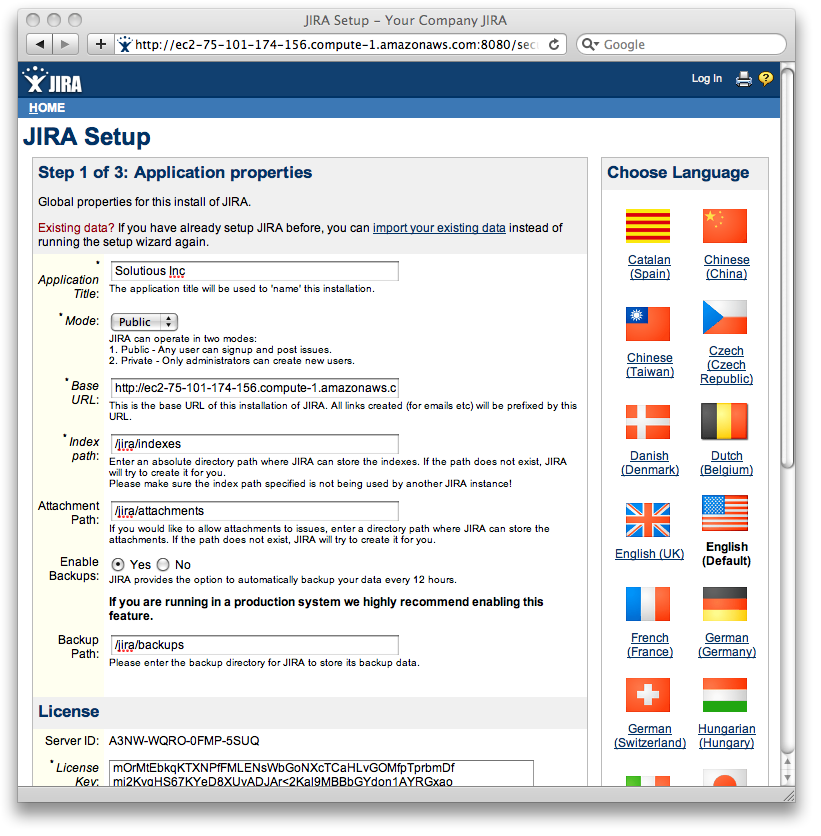 JIRA Setup – Your Company JIRA
http://ec2-75-101-174-156.compute-1.amazonaws.com:8080/sec
Google
JIRA
Log In
HOME
JIRA Setup
Step 1 of 3: Application properties
Global properties for this install of JIRA.
Existing data? If you have already setup JIRA before, you can import your existing data instead of
running the setup wizard again.
* Application
Title:
Solutious Inc
The application title will be used to 'name' this installation.
* Mode:
Public
JIRA can operate in two modes:
1. Public - Any user can signup and post issues.
2. Private - Only administrators can create new users.
* Base
URL:
http://ec2-75-101-174-156.compute-1.amazonaws.c
This is the base URL of this installation of JIRA. All links created (for emails etc) will be prefixed by this
URL.
* Index
path:
/jira/indexes
Enter an absolute directory path where JIRA can store the indexes. If the path does not exist, JIRA
will try to create it for you.
Please make sure the index path specified is not being used by another JIRA instance!
Attachment
Path:
/jira/attachments
If you would like to allow attachments to issues, enter a directory path where JIRA can store the
attachments. If the path does not exist, JIRA will try to create it for you.
Enable
Backups:
Yes No
JIRA provides the option to automatically backup your data every 12 hours.
If you are running in a production system we highly recommend enabling this
feature.
Backup
Path:
/jira/backups
Please enter the backup directory for JIRA to store its backup data.
License
Server ID: A3NW-WQRO-0FMP-5SUQ
* License
Key:
mOrMtEbkqKTXNPfFMLENsWbGoNXcTCaHLvGOMfpTprbmDf
mi2KvgHS67KYeD8XUvADJAr<2Kal9MBBbGYdon1AYRGxao
Choose Language
Catalan
(Spain)
Chinese
(China)
Chinese
(Taiwan)
Czech
(Czech
Republic)
Danish
(Denmark)
Dutch
(Belgium)
English (UK)
English
(Default)
French
(France)
German
(Germany)
German
(Switzerland)
Hungarian
(Hungary)